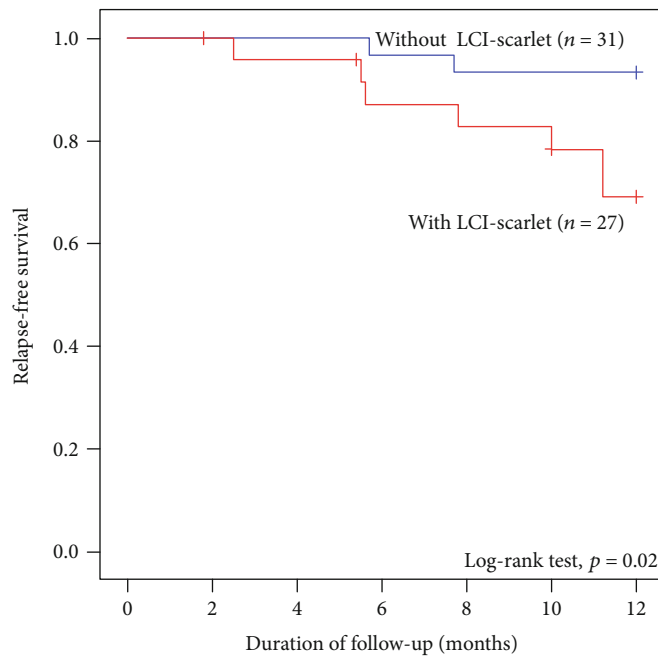 1.0
0.8
0.6
0.4
0.2
0.0
Relapse-free survival
Without LCI-scarlet (n = 31)
With LCI-scarlet (n = 27)
Log-rank test, p = 0.02
0 2 4 6 8 10 12
Duration of follow-up (months)